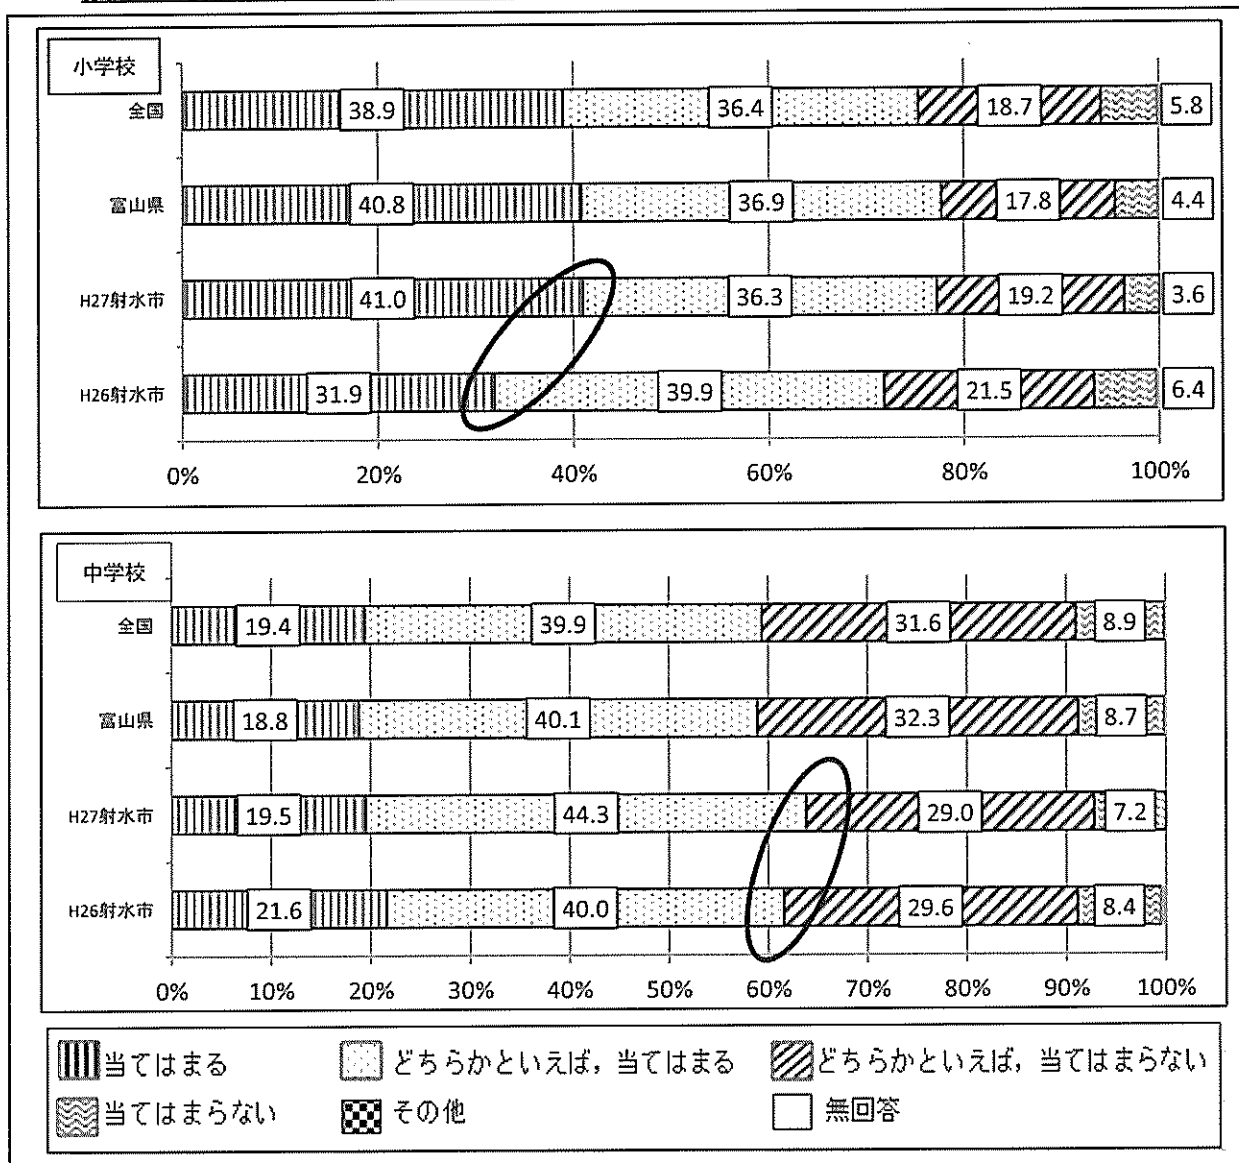 小学校
全国 38.9 36.4 18.7 5.8
富山県 40.8 36.9 17.8 4.4
H27射水市 41.0 36.3 19.2 3.6
H26射水市 31.9 39.9 21.5 6.4
0% 20% 40% 60% 80% 100%
中学校
全国 19.4 39.9 31.6 8.9
富山県 18.8 40.1 32.3 8.7
H27射水市 19.5 44.3 29.0 7.2
H26射水市 21.6 40.0 29.6 8.4
0% 10% 20% 30% 40% 50% 60% 70% 80% 90% 100%
当てはまる どちらかといえば，当てはまる どちらかといえば，当てはまらない
当てはまらない その他 無回答